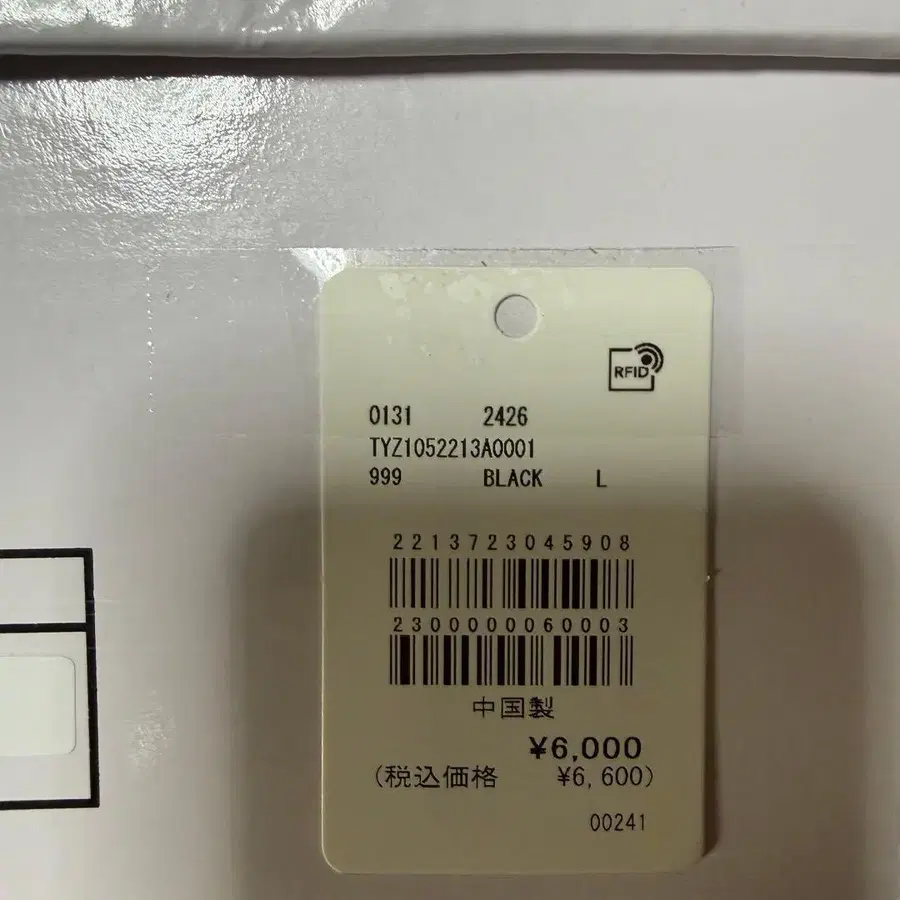 RFID
0131 2426
TYZ1052213A0001
999 BLACK L
2213723045908
2300000060003
中国製
¥6,000
(税込価格 ¥6,600)
00241